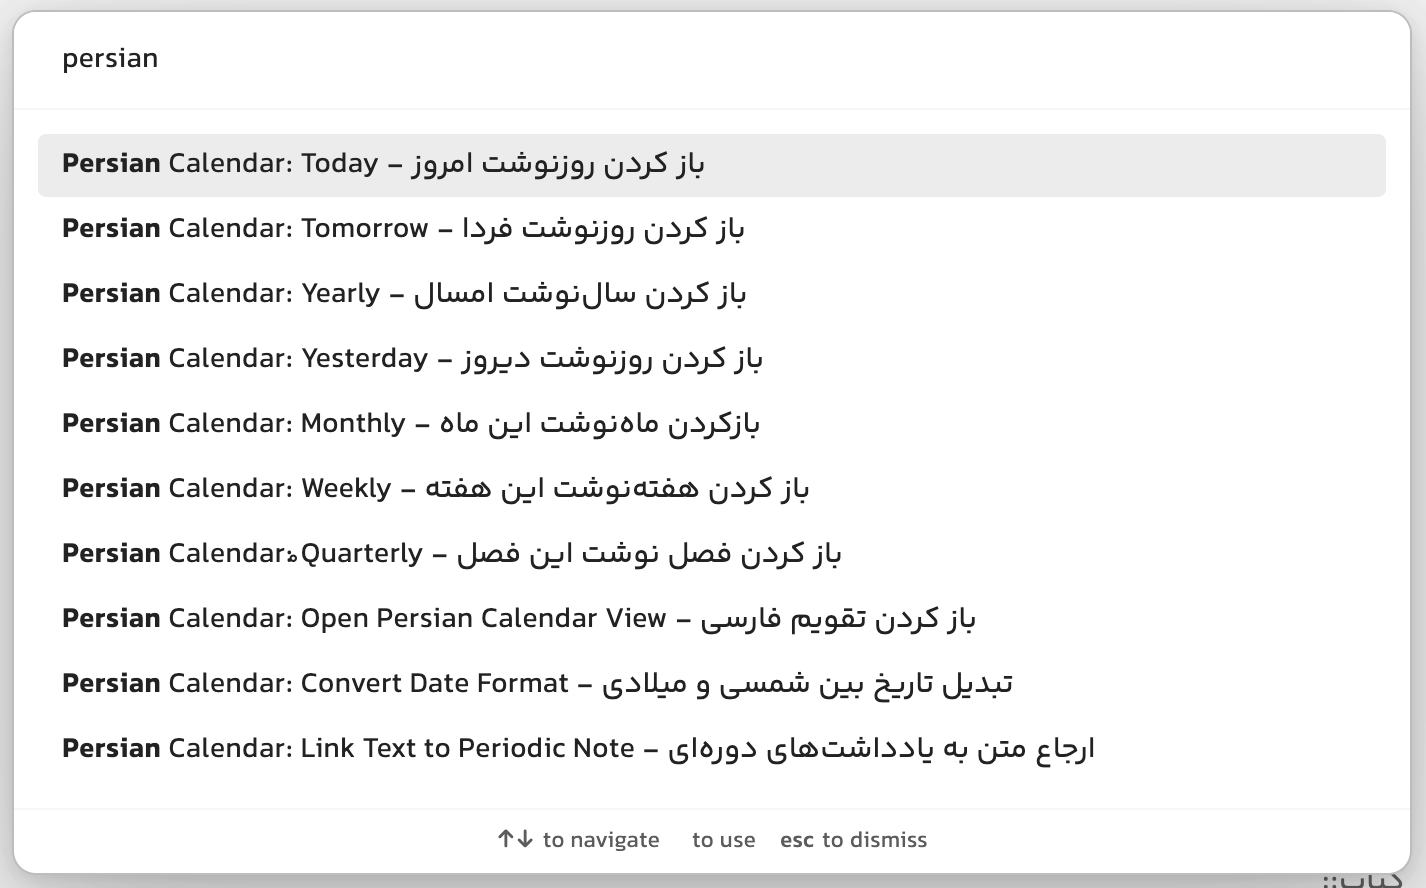 persian
Persian Calendar: Today – باز کردن روزنوشت امروز
Persian Calendar: Tomorrow – باز کردن روزنوشت فردا
Persian Calendar: Yearly – باز کردن سال‌نوشت امسال
Persian Calendar: Yesterday – باز کردن روزنوشت دیروز
Persian Calendar: Monthly – بازکردن ماه‌نوشت این ماه
Persian Calendar: Weekly – باز کردن هفته‌نوشت این هفته
Persian Calendar: Quarterly – باز کردن فصل نوشت این فصل
Persian Calendar: Open Persian Calendar View – باز کردن تقویم فارسی
Persian Calendar: Convert Date Format – تبدیل تاریخ بین شمسی و میلادی
Persian Calendar: Link Text to Periodic Note – ارجاع متن به یادداشت‌های دوره‌ای
↑↓ to navigate to use esc to dismiss